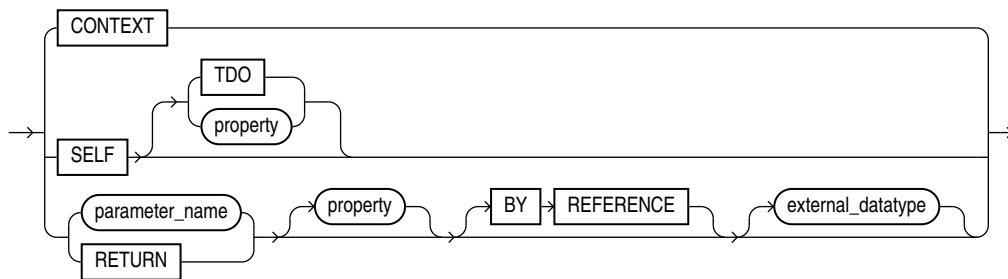 CONTEXT
TDO
property
SELF
parameter_name property BY REFERENCE external_datatype
RETURN